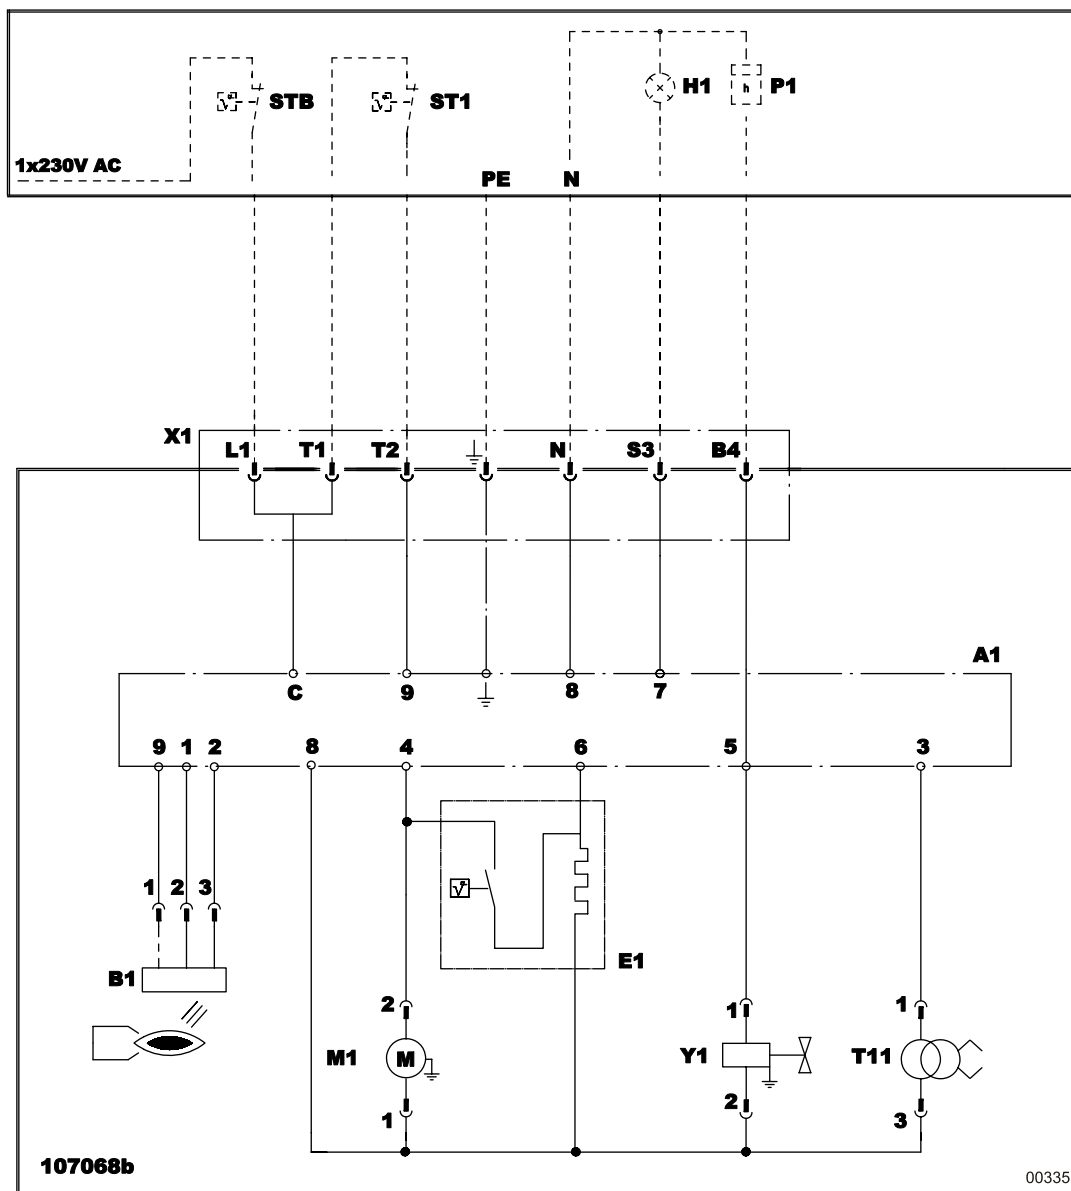 STB ST1 H1 h P1
1x230V AC
PE N
X1
L1 T1 T2 N S3 B4
A1
C 9 8 7
9 1 2 8 4 6 5 3
1 2 3
E1
B1
2 1 1
M1 M Y1 T11
1 2 3
107068b
00335